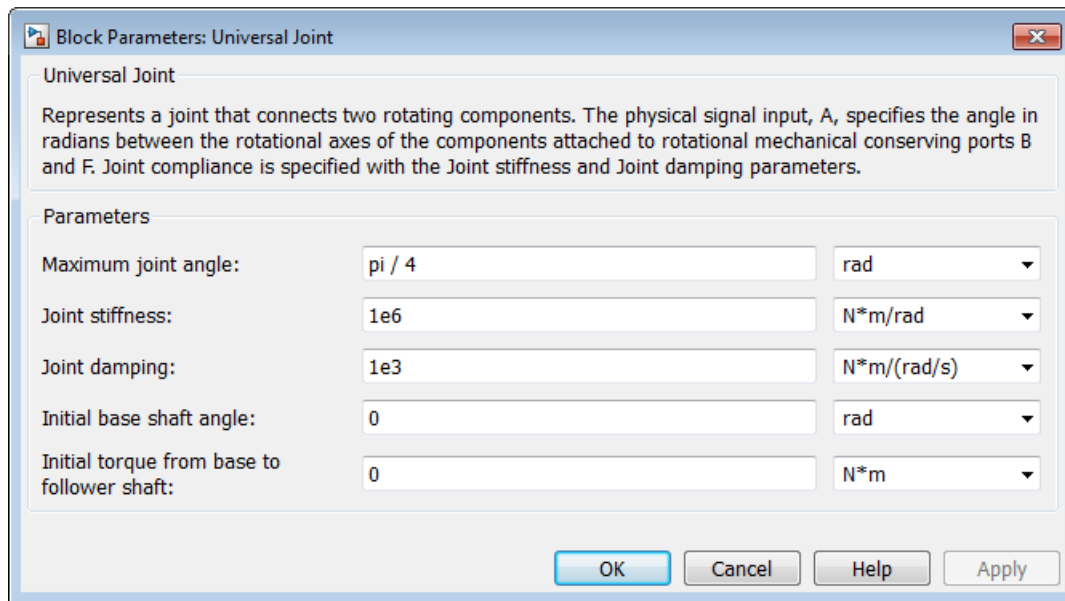 Block Parameters: Universal Joint
Universal Joint
Represents a joint that connects two rotating components. The physical signal input, A, specifies the angle in
radians between the rotational axes of the components attached to rotational mechanical conserving ports B
and F. Joint compliance is specified with the Joint stiffness and Joint damping parameters.
Parameters
Maximum joint angle: pi / 4 rad
Joint stiffness: 1e6 N*m/rad
Joint damping: 1e3 N*m/(rad/s)
Initial base shaft angle: 0 rad
Initial torque from base to
follower shaft: 0 N*m
OK Cancel Help Apply